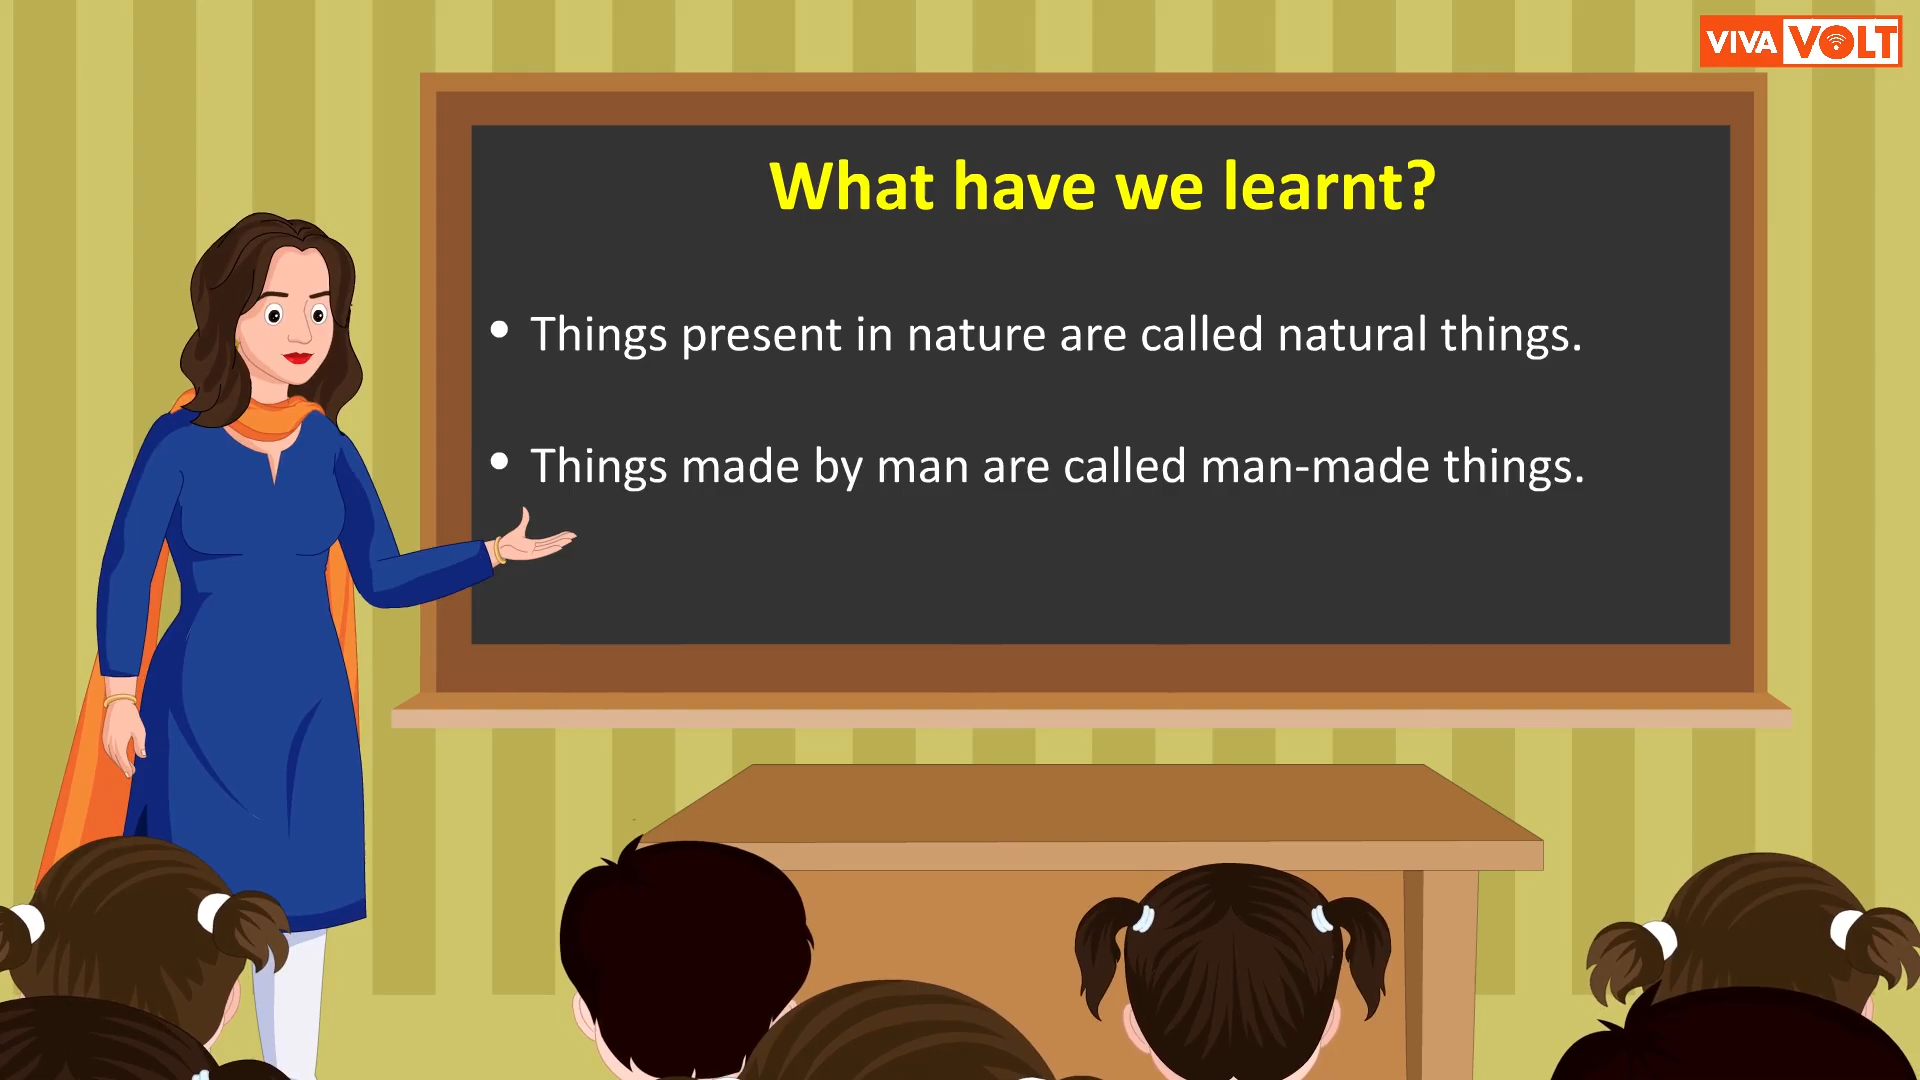 VIVA VOLT
What have we learnt?
• Things present in nature are called natural things.
• Things made by man are called man-made things.